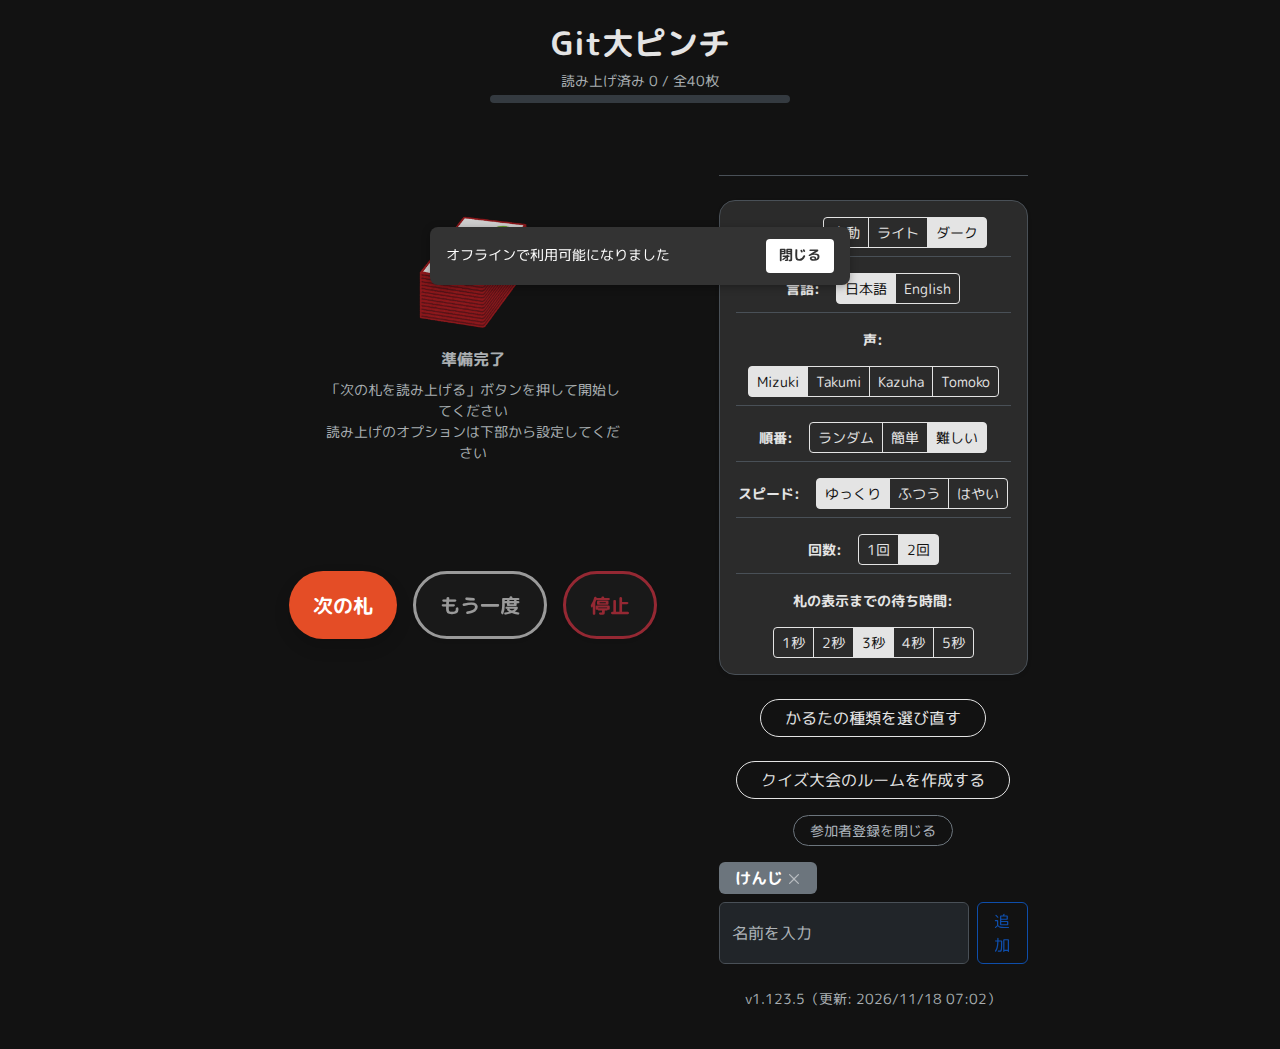 Git大ピンチ
読み上げ済み 0 / 全40枚
オフラインで利用可能になりました
閉じる
動
ライト
ダーク
言語:
日本語
English
声:
Mizuki
Takumi
Kazuha
Tomoko
順番:
ランダム
簡単
難しい
スピード:
ゆっくり
ふつう
はやい
回数:
1回
2回
札の表示までの待ち時間:
1秒
2秒
3秒
4秒
5秒
準備完了
「次の札を読み上げる」ボタンを押して開始し
てください
読み上げのオプションは下部から設定してくだ
さい
次の札
もう一度
停止
かるたの種類を選び直す
クイズ大会のルームを作成する
参加者登録を閉じる
けんじ ×
名前を入力
追
加
v1.123.5（更新: 2026/11/18 07:02）